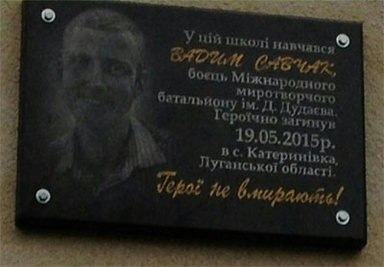 У цій школі навчався
ВАДИМ САВЧАК,
боєць Міжнародного
миротворчого
батальйону ім. Д. Дудаєва.
Героїчно загинув
19.05.2015р.
в с. Катеринівка,
Луганської області.
Герої не вмирають!